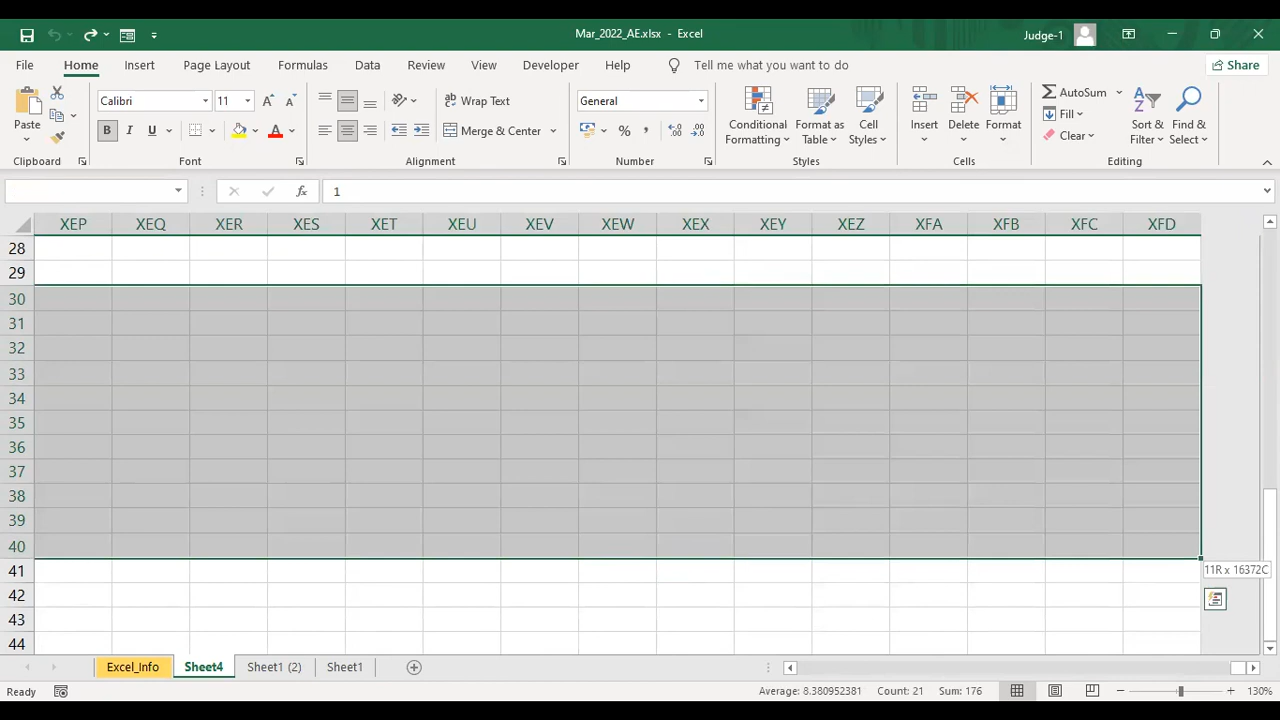 Mar_2022_AE.xlsx - Excel
Judge-1
File Home Insert Page Layout Formulas Data Review View Developer Help Tell me what you want to do Share
Calibri 11 Wrap Text General AutoSum
Paste B I U Merge & Center % , Conditional Formatting Format as Table Cell Styles Insert Delete Format Fill Clear Sort & Filter Find & Select
Clipboard Font Alignment Number Styles Cells Editing
fx 1
XEP XEQ XER XES XET XEU XEV XEW XEX XEY XEZ XFA XFB XFC XFD
28
29
30
31
32
33
34
35
36
37
38
39
40
41
11R x 16372C
42
43
44
Excel_Info Sheet4 Sheet1 (2) Sheet1
Ready Average: 8.380952381 Count: 21 Sum: 176 130%